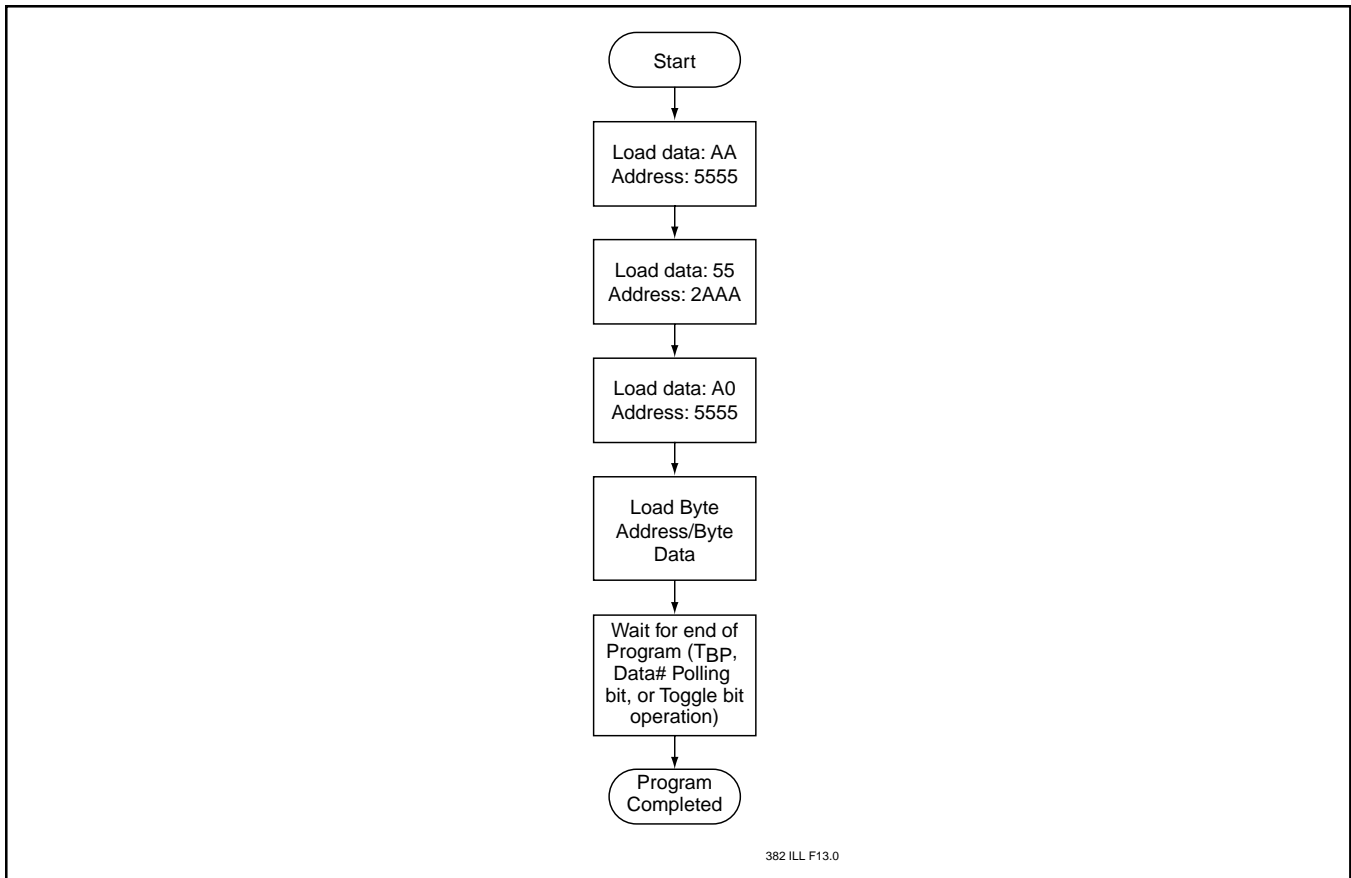 Start
Load data: AA
Address: 5555
Load data: 55
Address: 2AAA
Load data: A0
Address: 5555
Load Byte
Address/Byte
Data
Wait for end of
Program (TBP,
Data# Polling
bit, or Toggle bit
operation)
Program
Completed
382 ILL F13.0